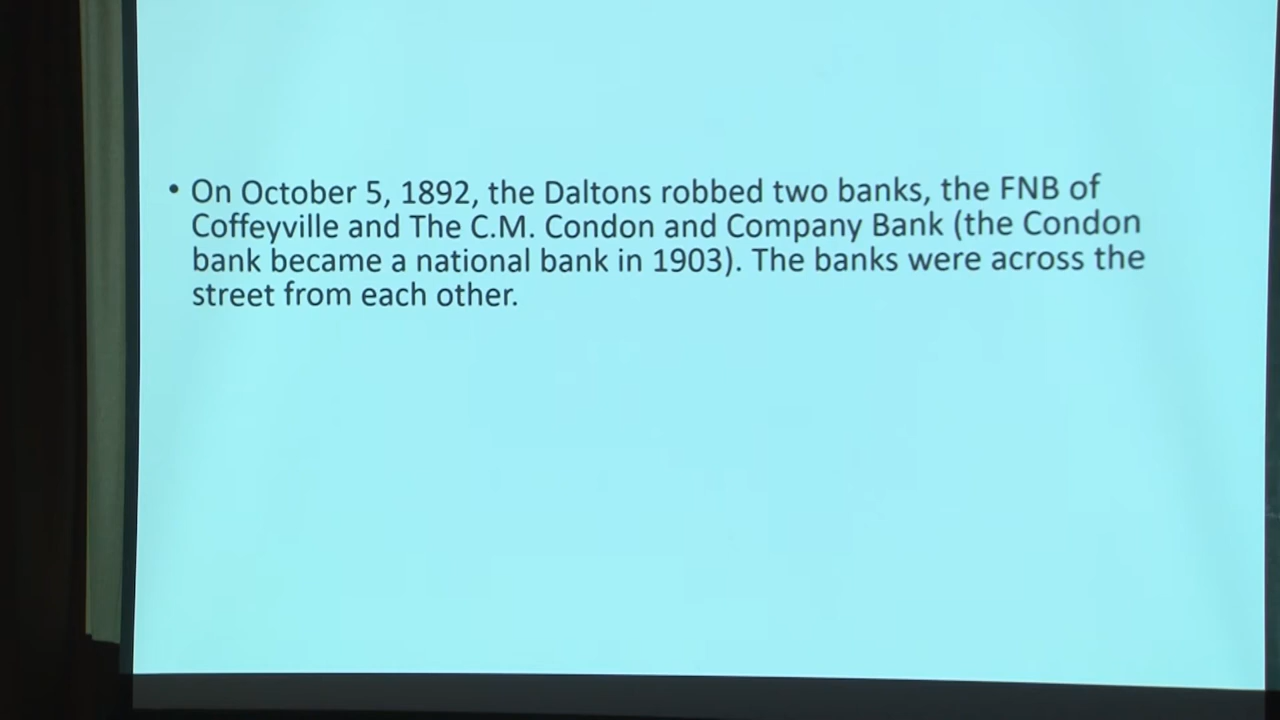 • On October 5, 1892, the Daltons robbed two banks, the FNB of
Coffeyville and The C.M. Condon and Company Bank (the Condon
bank became a national bank in 1903). The banks were across the
street from each other.